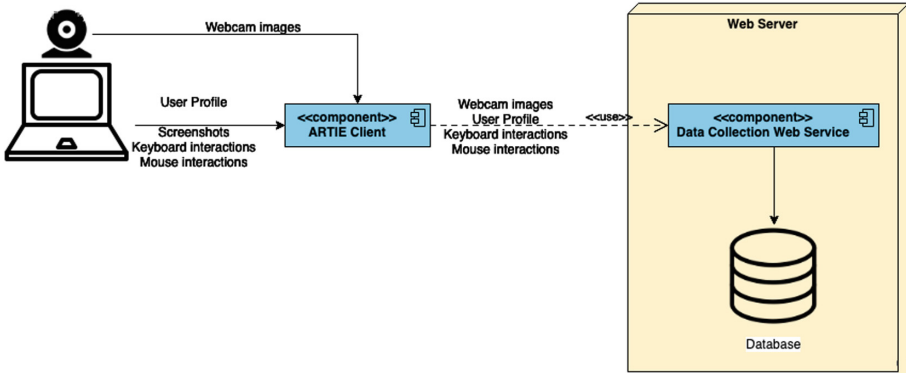 Webcam images
Web Server
User Profile
Screenshots
Keyboard interactions
Mouse interactions
<<component>>
ARTIE Client
Webcam images
User Profile
Keyboard interactions
Mouse interactions
<<use>>
<<component>>
Data Collection Web Service
Database